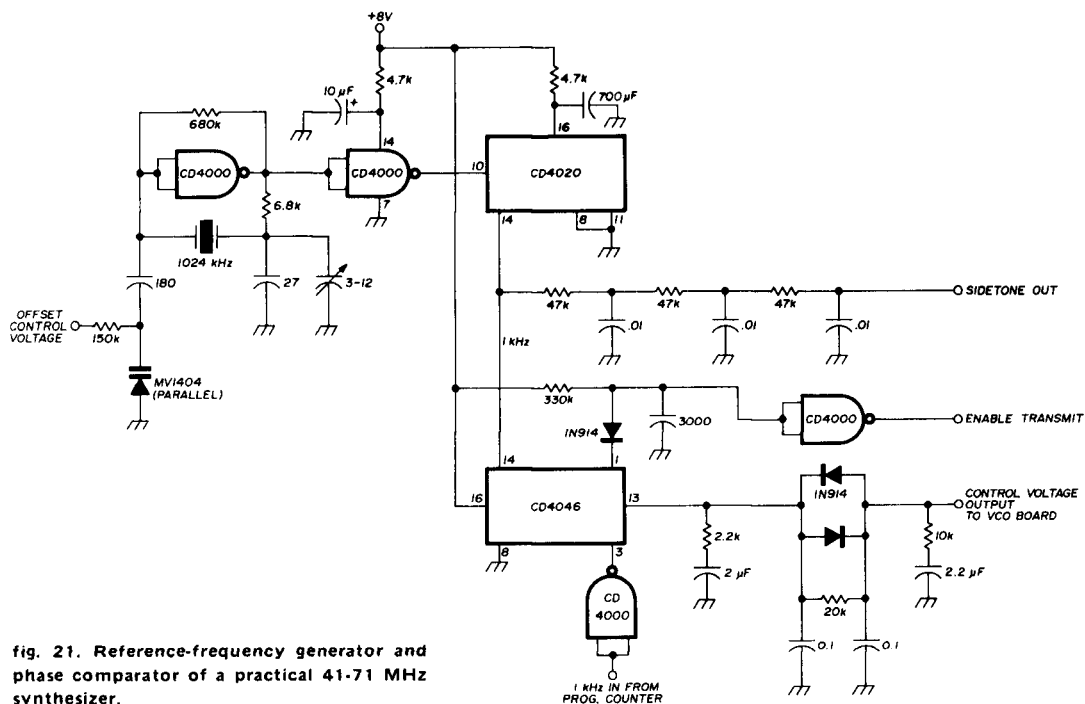 +8V
4.7k
10 µF
+
680k
14
CD4000
CD4000
7
6.8k
1024 kHz
180
27
3-12
OFFSET
CONTROL
VOLTAGE
150k
MV1404
(PARALLEL)
4.7k
700 µF
16
10
CD4020
14
8
11
47k
47k
47k
SIDETONE OUT
.01
.01
.01
1 kHz
330k
3000
1N914
CD4000
ENABLE TRANSMIT
14
1
16
CD4046
13
8
3
CD
4000
1 kHz IN FROM
PROG, COUNTER
2.2k
2 µF
1N914
20k
0.1
0.1
CONTROL VOLTAGE
OUTPUT
TO VCO BOARD
10k
2.2 µF
fig. 21. Reference-frequency generator and
phase comparator of a practical 41-71 MHz
synthesizer.